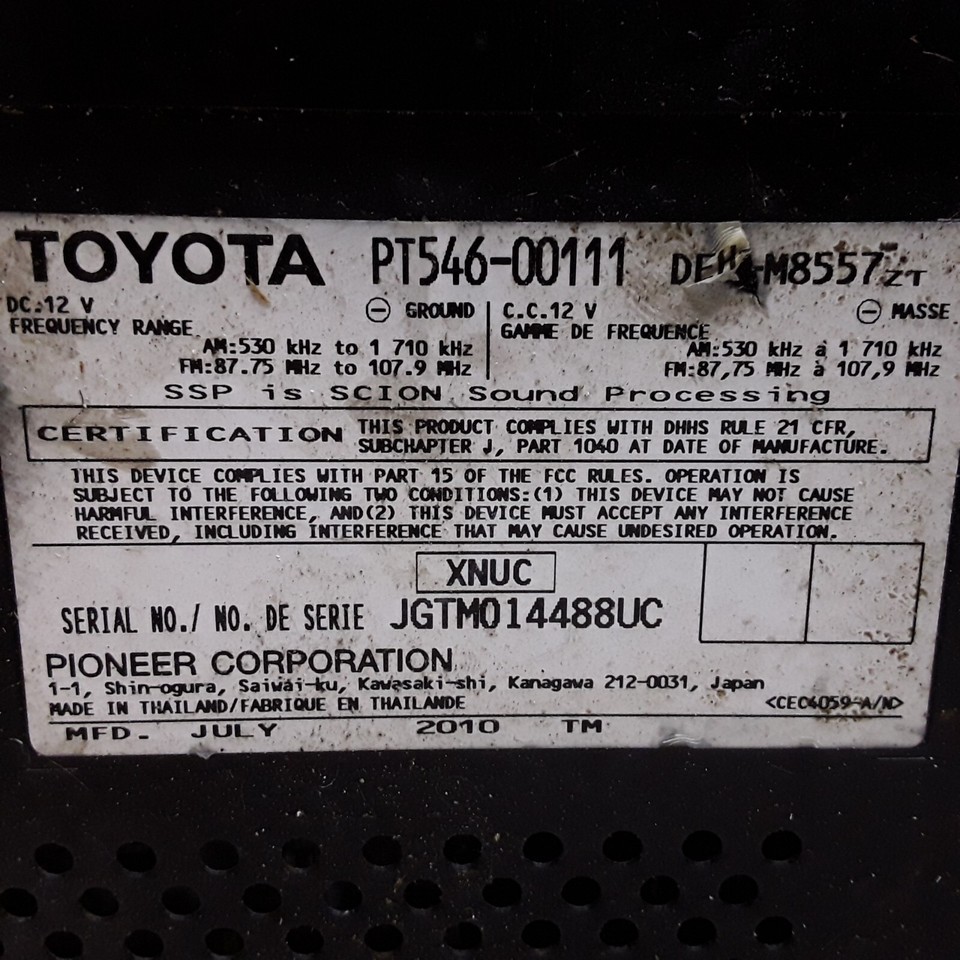 TOYOTA PT546-00111 DEH-M8557ZT
DC:12 V ⊖ GROUND C.C.12 V ⊖ MASSE
FREQUENCY RANGE GAMME DE FREQUENCE
AM:530 kHz to 1 710 kHz AM:530 kHz à 1 710 kHz
FM:87.75 MHz to 107.9 MHz FM:87,75 MHz à 107,9 MHz
SSP is SCION Sound Processing
CERTIFICATION THIS PRODUCT COMPLIES WITH DHHS RULE 21 CFR,
SUBCHAPTER J, PART 1040 AT DATE OF MANUFACTURE.
THIS DEVICE COMPLIES WITH PART 15 OF THE FCC RULES. OPERATION IS
SUBJECT TO THE FOLLOWING TWO CONDITIONS:(1) THIS DEVICE MAY NOT CAUSE
HARMFUL INTERFERENCE, AND(2) THIS DEVICE MUST ACCEPT ANY INTERFERENCE
RECEIVED, INCLUDING INTERFERENCE THAT MAY CAUSE UNDESIRED OPERATION.
XNUC
SERIAL NO./ NO. DE SERIE JGTM014488UC
PIONEER CORPORATION
1-1, Shin-ogura, Saiwai-ku, Kawasaki-shi, Kanagawa 212-0031, Japan
MADE IN THAILAND/FABRIQUE EN THAILANDE <CEC4059-A/N>
MFD. JULY 2010 TM